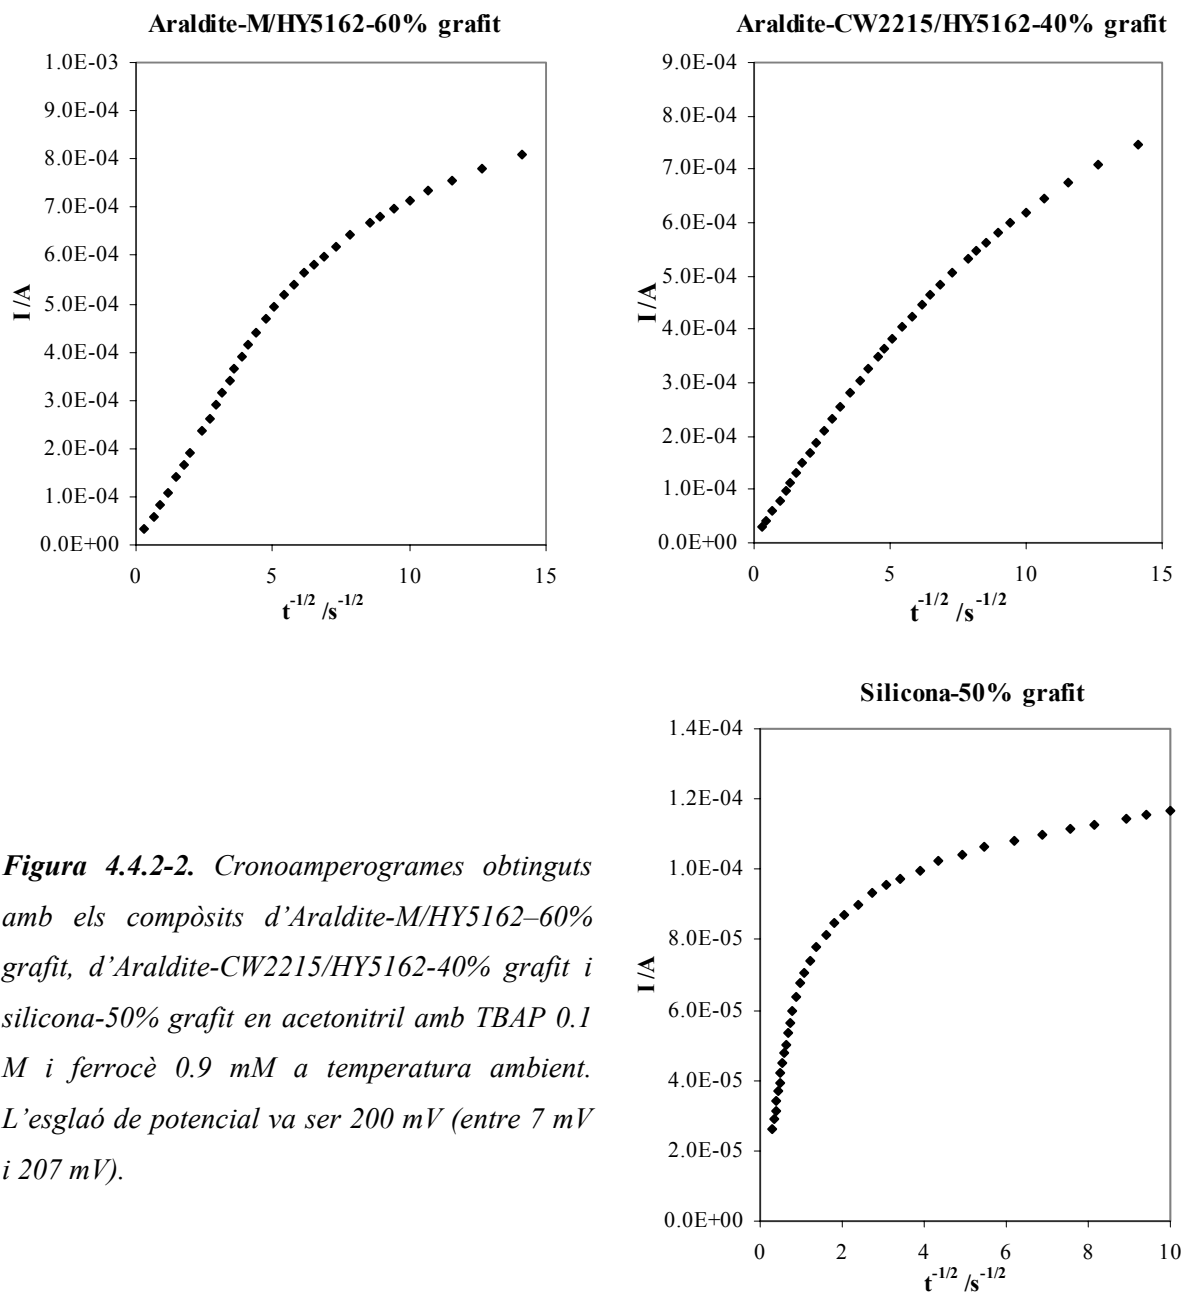 Araldite-M/HY5162-60% grafit
1.0E-03
9.0E-04
8.0E-04
7.0E-04
6.0E-04
5.0E-04
4.0E-04
3.0E-04
2.0E-04
1.0E-04
0.0E+00
I /A
0 5 10 15
t^-1/2 /s^-1/2
Araldite-CW2215/HY5162-40% grafit
9.0E-04
8.0E-04
7.0E-04
6.0E-04
5.0E-04
4.0E-04
3.0E-04
2.0E-04
1.0E-04
0.0E+00
I /A
0 5 10 15
t^-1/2 /s^-1/2
Silicona-50% grafit
1.4E-04
1.2E-04
1.0E-04
8.0E-05
6.0E-05
4.0E-05
2.0E-05
0.0E+00
I /A
0 2 4 6 8 10
t^-1/2 /s^-1/2
Figura 4.4.2-2. Cronoamperogrames obtinguts
amb els compòsits d'Araldite-M/HY5162–60%
grafit, d'Araldite-CW2215/HY5162-40% grafit i
silicona-50% grafit en acetonitril amb TBAP 0.1
M i ferrocè 0.9 mM a temperatura ambient.
L'esglaó de potencial va ser 200 mV (entre 7 mV
i 207 mV).